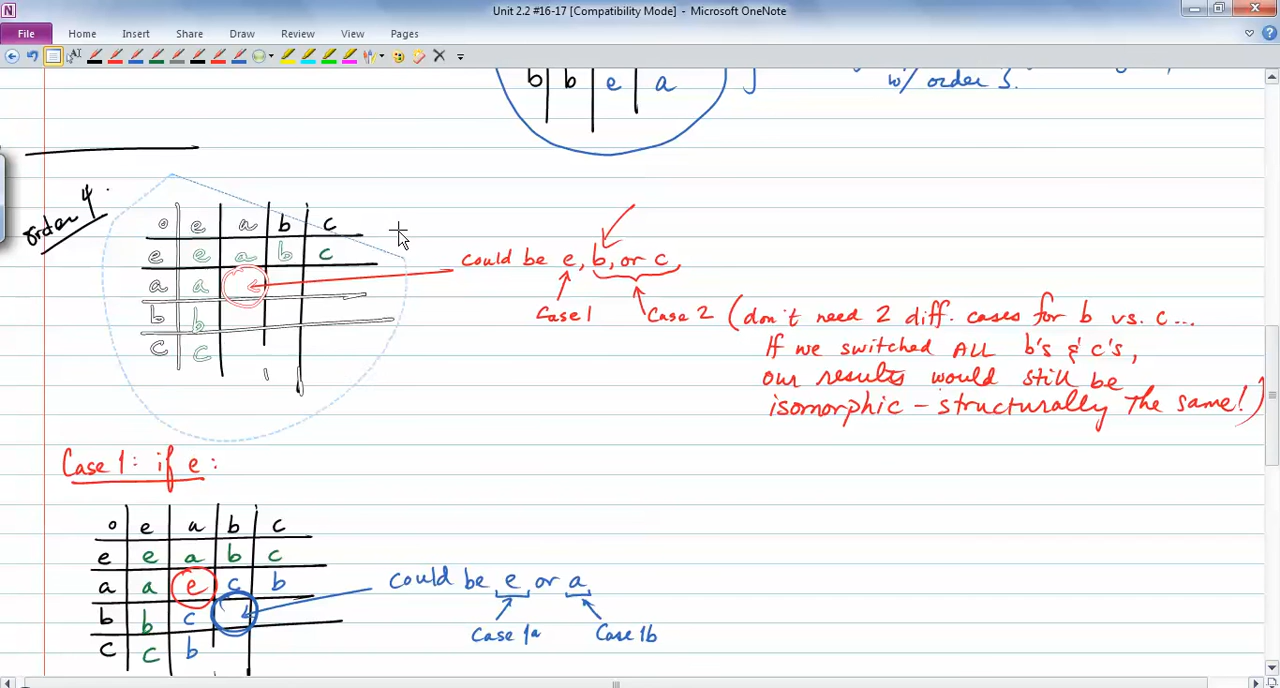 Unit 2.2 #16-17 [Compatibility Mode] - Microsoft OneNote
File Home Insert Share Draw Review View Pages
b b e a
w/ order 3.
order 4.
o e a b c
e e a b c
a a
b b
c c
could be e, b, or c
Case 1
Case 2 (don't need 2 diff. cases for b vs. c...
If we switched ALL b's & c's,
our results would still be
isomorphic - structurally the same!)
Case 1: if e:
o e a b c
e e a b c
a a e c b
b b c
c c b
could be e or a
Case 1a Case 1b